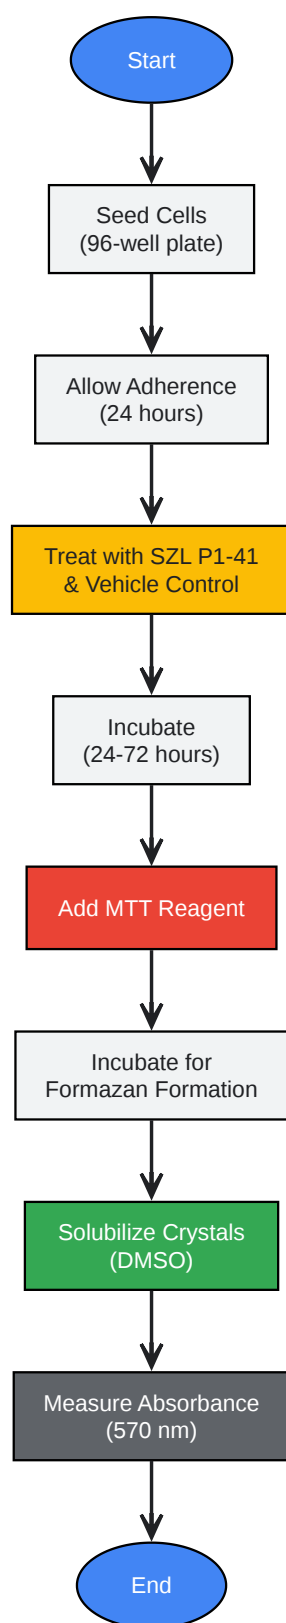 Start
Seed Cells
(96-well plate)
Allow Adherence
(24 hours)
Treat with SZL P1-41
& Vehicle Control
Incubate
(24-72 hours)
Add MTT Reagent
Incubate for
Formazan Formation
Solubilize Crystals
(DMSO)
Measure Absorbance
(570 nm)
End